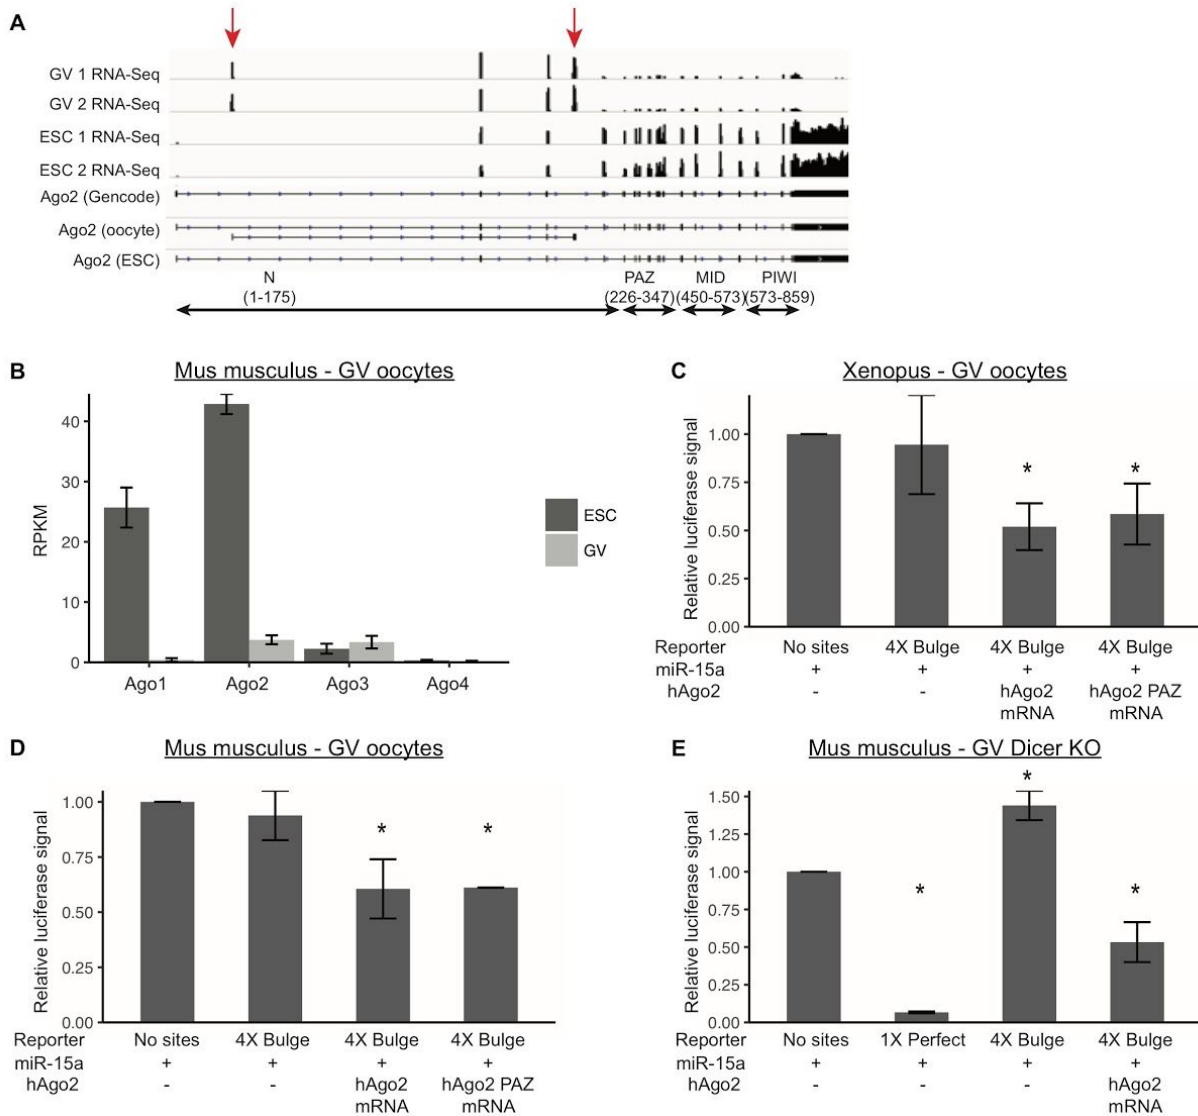 A
GV 1 RNA-Seq
GV 2 RNA-Seq
ESC 1 RNA-Seq
ESC 2 RNA-Seq
Ago2 (Gencode)
Ago2 (oocyte)
Ago2 (ESC)
N PAZ MID PIWI
(1-175) (226-347) (450-573) (573-859)
B Mus musculus - GV oocytes
RPKM
40
30
20
10
0
Ago1 Ago2 Ago3 Ago4
ESC
GV
C Xenopus - GV oocytes
Relative luciferase signal
1.00
0.75
0.50
0.25
0.00
* *
Reporter No sites 4X Bulge 4X Bulge 4X Bulge
miR-15a + + + +
hAgo2 - - hAgo2 hAgo2 PAZ
mRNA mRNA
D Mus musculus - GV oocytes
Relative luciferase signal
1.00
0.75
0.50
0.25
0.00
* *
Reporter No sites 4X Bulge 4X Bulge 4X Bulge
miR-15a + + + +
hAgo2 - - hAgo2 hAgo2 PAZ
mRNA mRNA
E Mus musculus - GV Dicer KO
Relative luciferase signal
1.50
1.25
1.00
0.75
0.50
0.25
0.00
* * *
Reporter No sites 1X Perfect 4X Bulge 4X Bulge
miR-15a + + + +
hAgo2 - - - hAgo2
mRNA